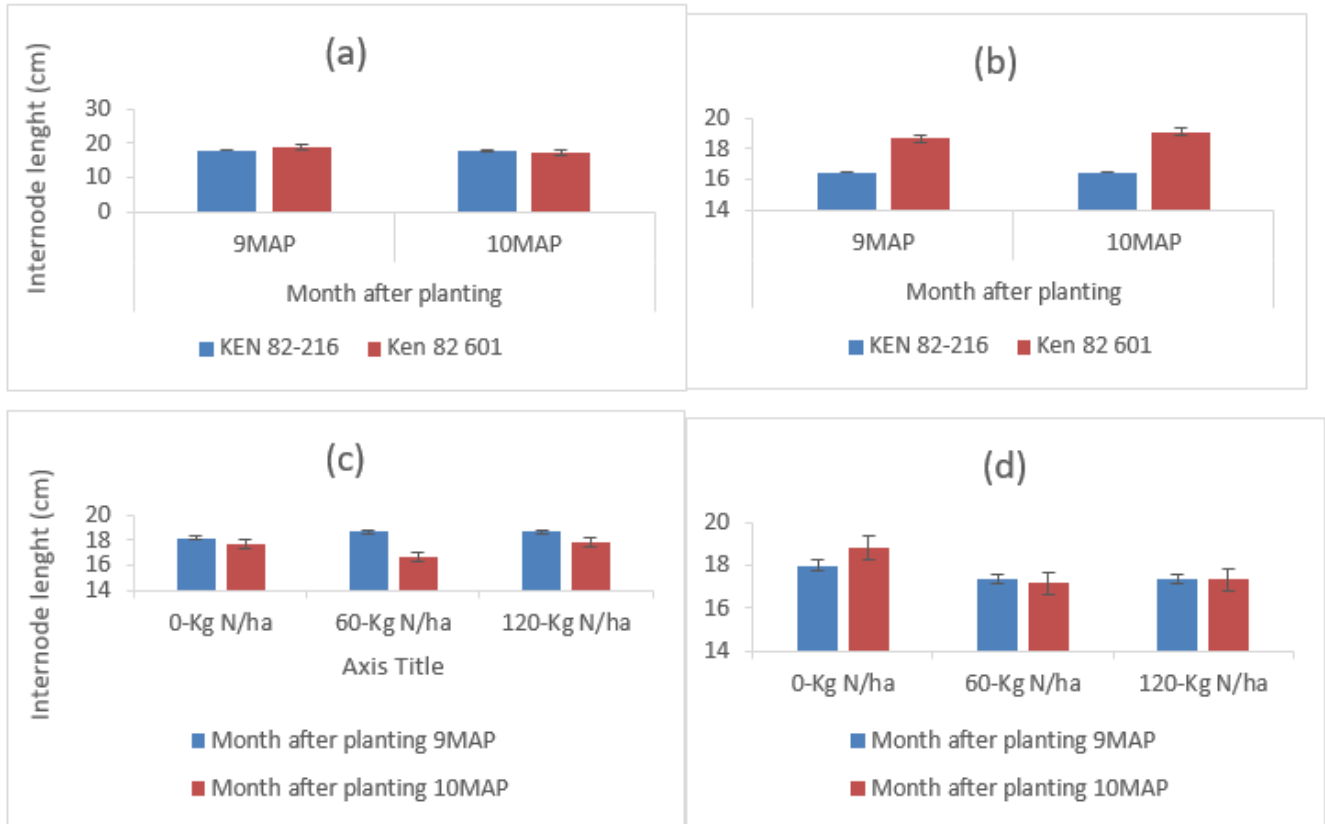 (a)
Internode lenght (cm)
30
20
10
0
9MAP 10MAP
Month after planting
KEN 82-216 Ken 82 601
(b)
20
18
16
14
9MAP 10MAP
Month after planting
KEN 82-216 Ken 82 601
(c)
Internode lenght (cm)
20
18
16
14
0-Kg N/ha 60-Kg N/ha 120-Kg N/ha
Axis Title
Month after planting 9MAP
Month after planting 10MAP
(d)
20
18
16
14
0-Kg N/ha 60-Kg N/ha 120-Kg N/ha
Month after planting 9MAP
Month after planting 10MAP